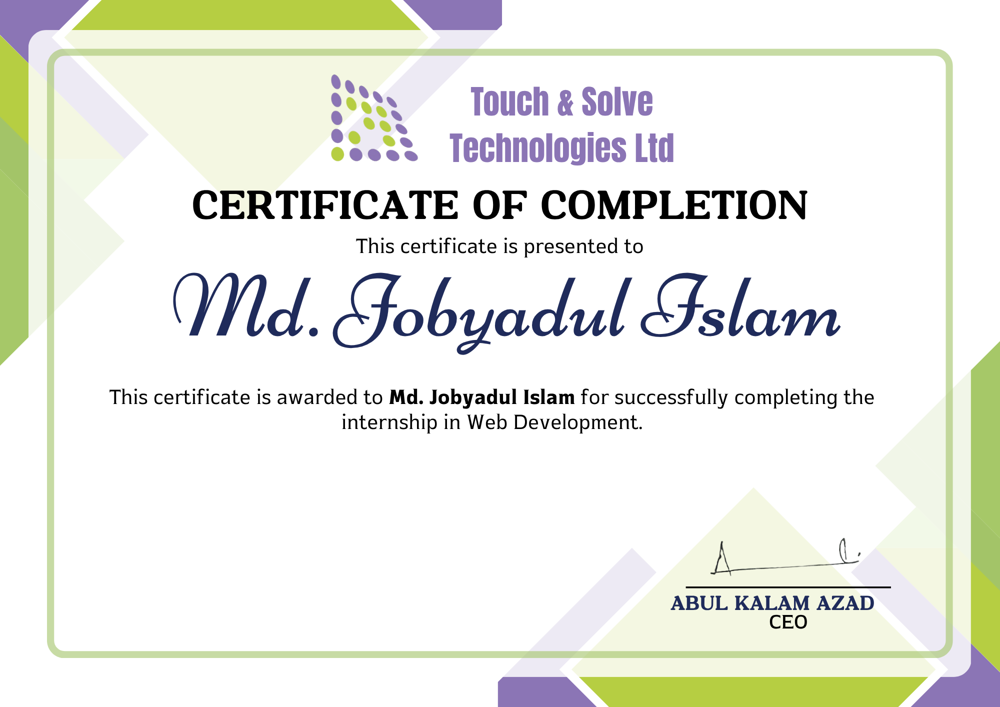 Touch & Solve
Technologies Ltd
CERTIFICATE OF COMPLETION
This certificate is presented to
Md. Jobyadul Islam
This certificate is awarded to Md. Jobyadul Islam for successfully completing the
internship in Web Development.
ABUL KALAM AZAD
CEO